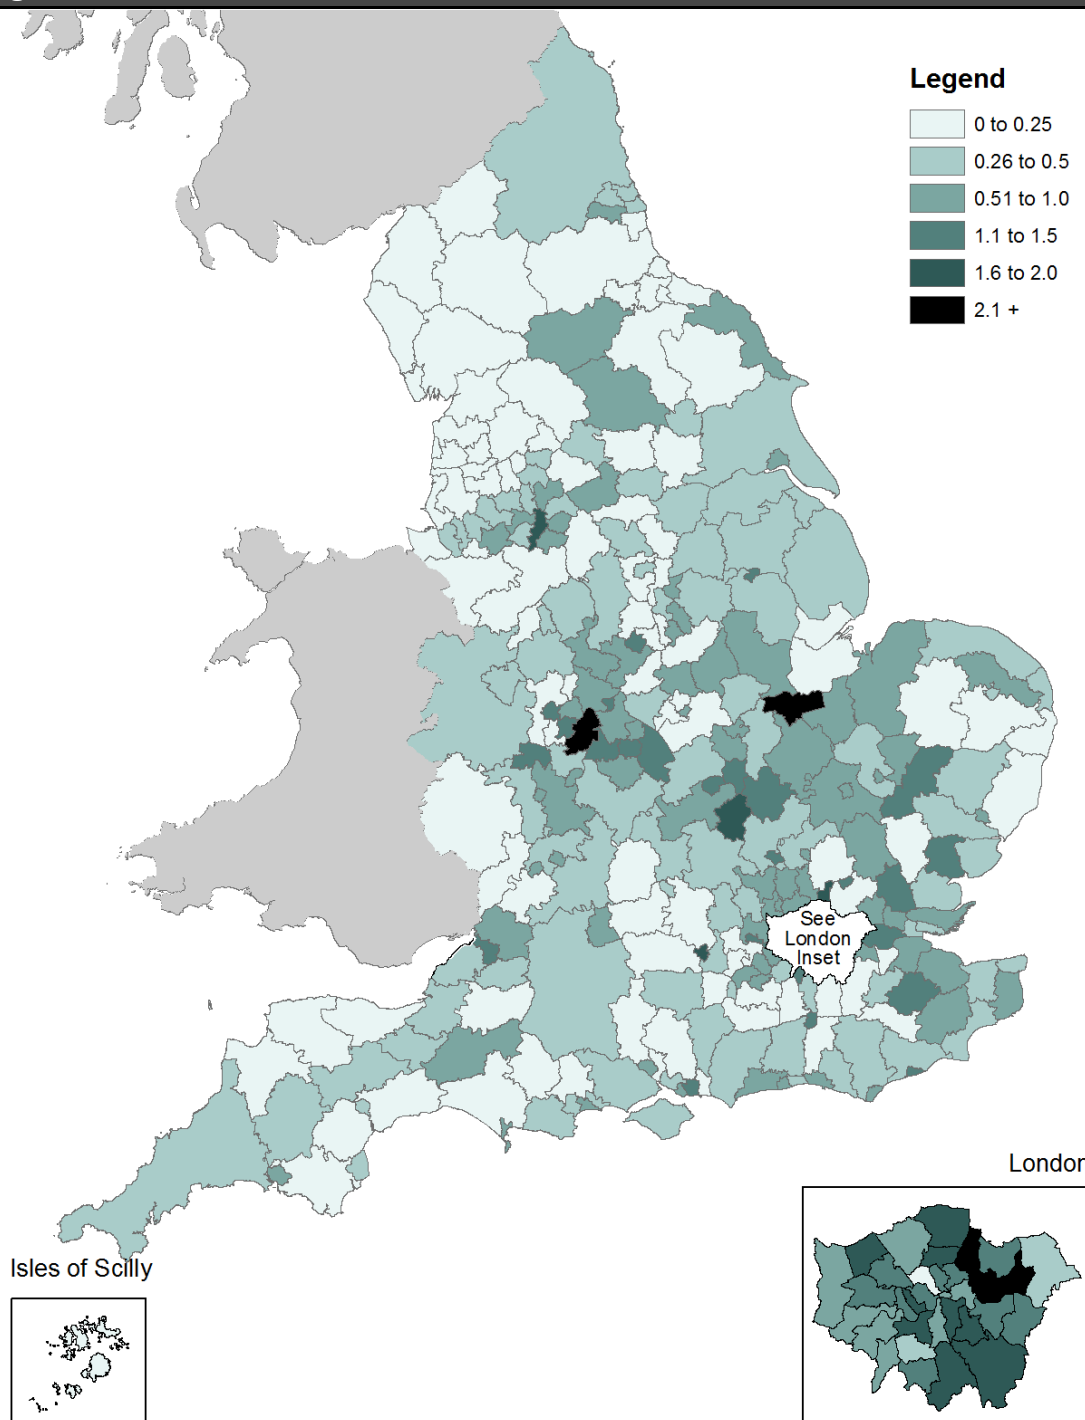 Legend
0 to 0.25
0.26 to 0.5
0.51 to 1.0
1.1 to 1.5
1.6 to 2.0
2.1 +
See
London
Inset
London
Isles of Scilly